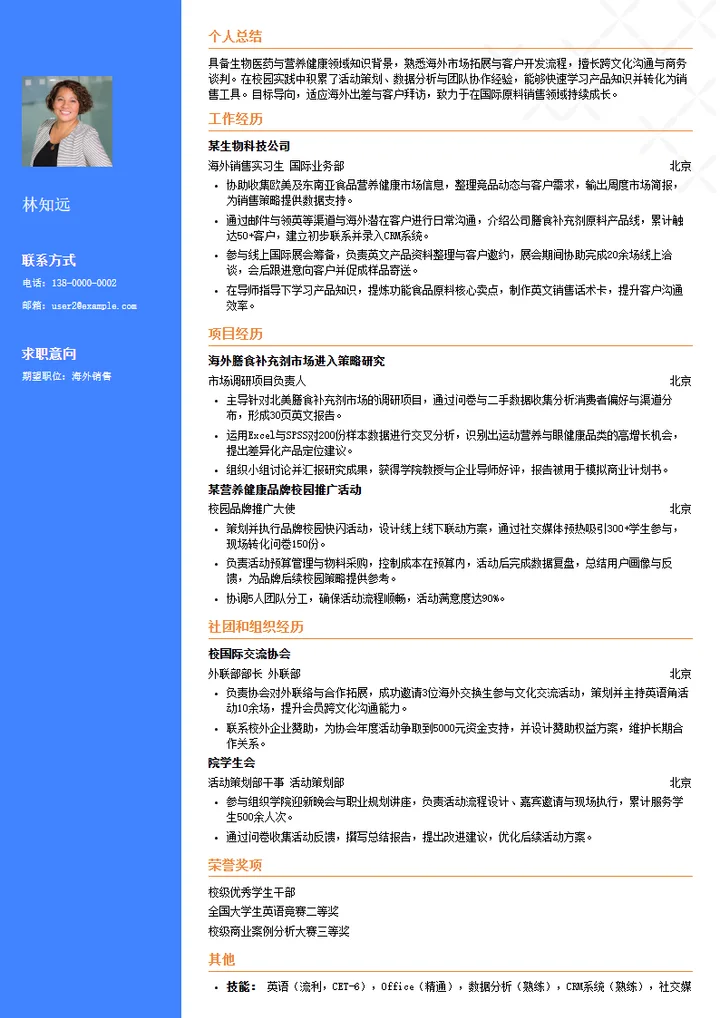 林知远
联系方式
电话：138-0000-0002
邮箱：user2@example.com
求职意向
期望职位：海外销售
个人总结
具备生物医药与营养健康领域知识背景，熟悉海外市场拓展与客户开发流程，擅长跨文化沟通与商务
谈判。在校园实践中积累了活动策划、数据分析与团队协作经验，能够快速学习产品知识并转化为销
售工具。目标导向，适应海外出差与客户拜访，致力于在国际原料销售领域持续成长。
工作经历
某生物科技公司
海外销售实习生 国际业务部 北京
• 协助收集欧美及东南亚食品营养健康市场信息，整理竞品动态与客户需求，输出周度市场简报，
为销售策略提供数据支持。
• 通过邮件与领英等渠道与海外潜在客户进行日常沟通，介绍公司膳食补充剂原料产品线，累计触
达50+客户，建立初步联系并录入CRM系统。
• 参与线上国际展会筹备，负责英文产品资料整理与客户邀约，展会期间协助完成20余场线上洽
谈，会后跟进意向客户并促成样品寄送。
• 在导师指导下学习产品知识，提炼功能食品原料核心卖点，制作英文销售话术卡，提升客户沟通
效率。
项目经历
海外膳食补充剂市场进入策略研究
市场调研项目负责人 北京
• 主导针对北美膳食补充剂市场的调研项目，通过问卷与二手数据收集分析消费者偏好与渠道分
布，形成30页英文报告。
• 运用Excel与SPSS对200份样本数据进行交叉分析，识别出运动营养与眼健康品类的高增长机会，
提出差异化产品定位建议。
• 组织小组讨论并汇报研究成果，获得学院教授与企业导师好评，报告被用于模拟商业计划书。
某营养健康品牌校园推广活动
校园品牌推广大使 北京
• 策划并执行品牌校园快闪活动，设计线上线下联动方案，通过社交媒体预热吸引300+学生参与，
现场转化问卷150份。
• 负责活动预算管理与物料采购，控制成本在预算内，活动后完成数据复盘，总结用户画像与反
馈，为品牌后续校园策略提供参考。
• 协调5人团队分工，确保活动流程顺畅，活动满意度达90%。
社团和组织经历
校国际交流协会
外联部部长 外联部 北京
• 负责协会对外联络与合作拓展，成功邀请3位海外交换生参与文化交流活动，策划并主持英语角活
动10余场，提升会员跨文化沟通能力。
• 联系校外企业赞助，为协会年度活动争取到5000元资金支持，并设计赞助权益方案，维护长期合
作关系。
院学生会
活动策划部干事 活动策划部 北京
• 参与组织学院迎新晚会与职业规划讲座，负责活动流程设计、嘉宾邀请与现场执行，累计服务学
生500余人次。
• 通过问卷收集活动反馈，撰写总结报告，提出改进建议，优化后续活动方案。
荣誉奖项
校级优秀学生干部
全国大学生英语竞赛二等奖
校级商业案例分析大赛三等奖
其他
• 技能： 英语（流利，CET-6），Office（精通），数据分析（熟练），CRM系统（熟练），社交媒